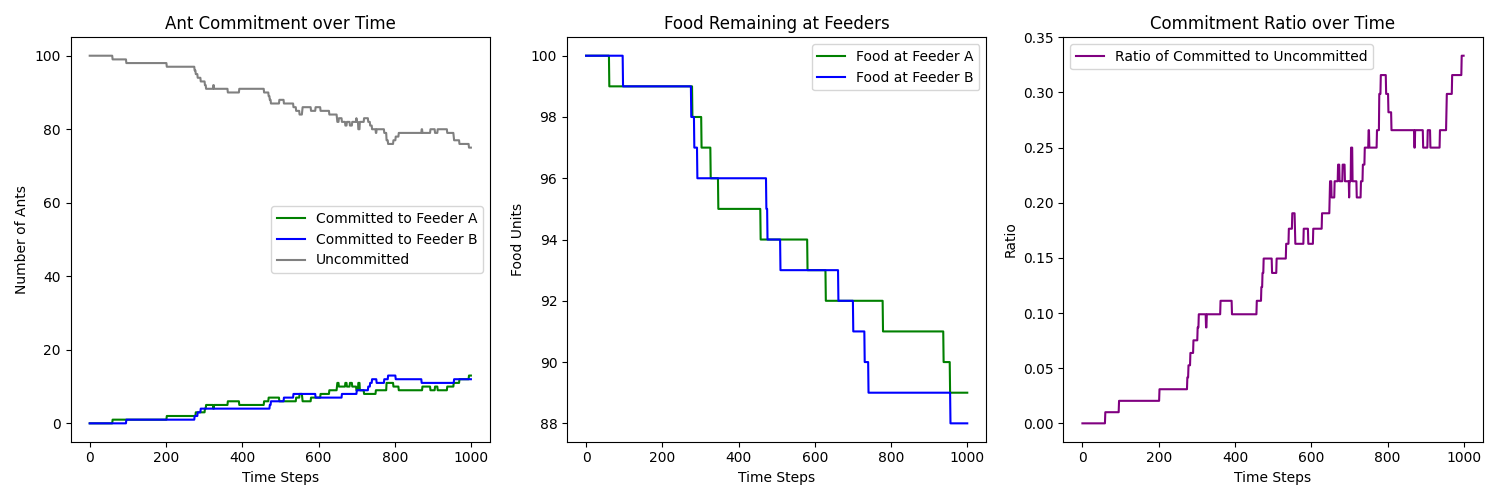 Ant Commitment over Time
Number of Ants
100
80
60
40
20
0
Committed to Feeder A
Committed to Feeder B
Uncommitted
0 200 400 600 800 1000
Time Steps
Food Remaining at Feeders
Food Units
100
98
96
94
92
90
88
Food at Feeder A
Food at Feeder B
0 200 400 600 800 1000
Time Steps
Commitment Ratio over Time
Ratio
0.35
0.30
0.25
0.20
0.15
0.10
0.05
0.00
Ratio of Committed to Uncommitted
0 200 400 600 800 1000
Time Steps